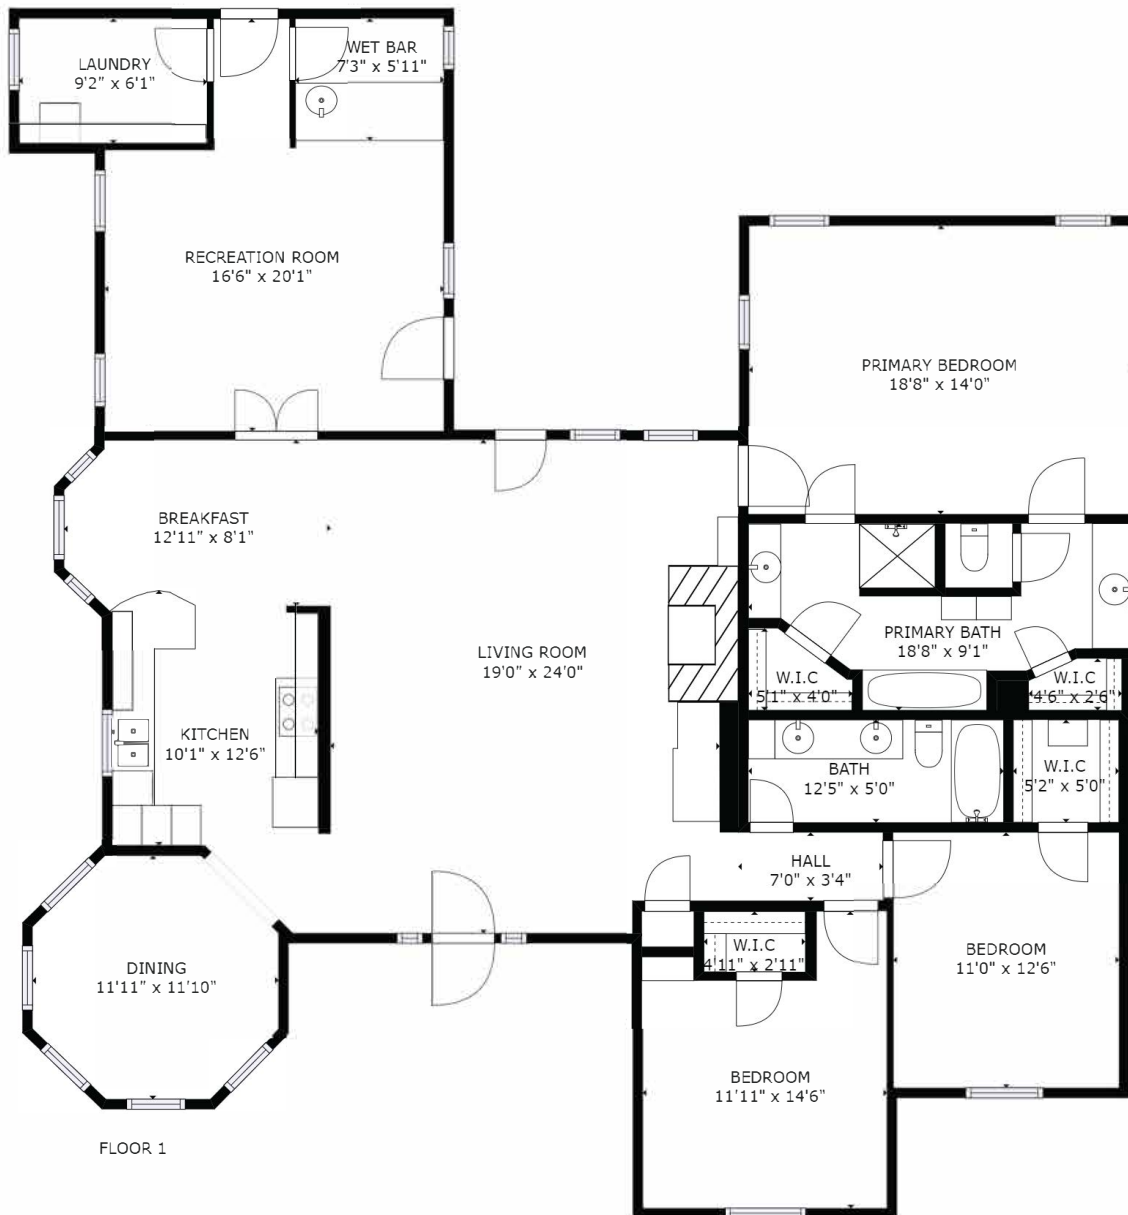 LAUNDRY
9'2" x 6'1"
WET BAR
7'3" x 5'11"
RECREATION ROOM
16'6" x 20'1"
PRIMARY BEDROOM
18'8" x 14'0"
BREAKFAST
12'11" x 8'1"
LIVING ROOM
19'0" x 24'0"
PRIMARY BATH
18'8" x 9'1"
W.I.C
5'1" x 4'0"
W.I.C
4'6" x 2'6"
KITCHEN
10'1" x 12'6"
BATH
12'5" x 5'0"
W.I.C
5'2" x 5'0"
HALL
7'0" x 3'4"
W.I.C
4'11" x 2'11"
BEDROOM
11'0" x 12'6"
DINING
11'11" x 11'10"
BEDROOM
11'11" x 14'6"
FLOOR 1